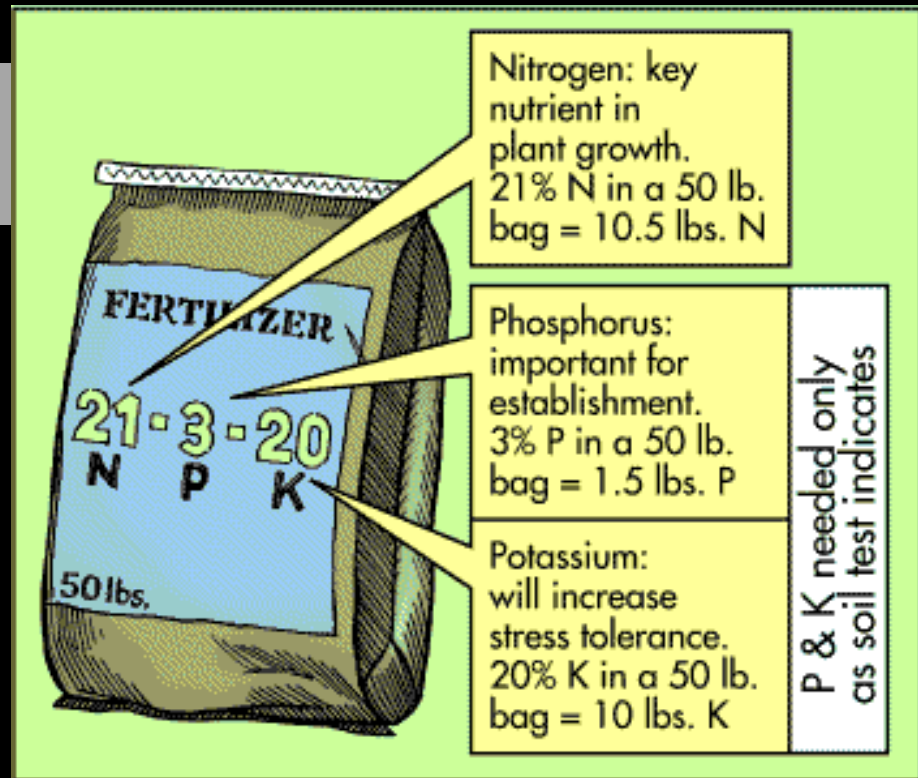 FERTILIZER
21-3-20
N P K
50 lbs.
Nitrogen: key
nutrient in
plant growth.
21% N in a 50 lb.
bag = 10.5 lbs. N
Phosphorus:
important for
establishment.
3% P in a 50 lb.
bag = 1.5 lbs. P
Potassium:
will increase
stress tolerance.
20% K in a 50 lb.
bag = 10 lbs. K
P & K needed only
as soil test indicates